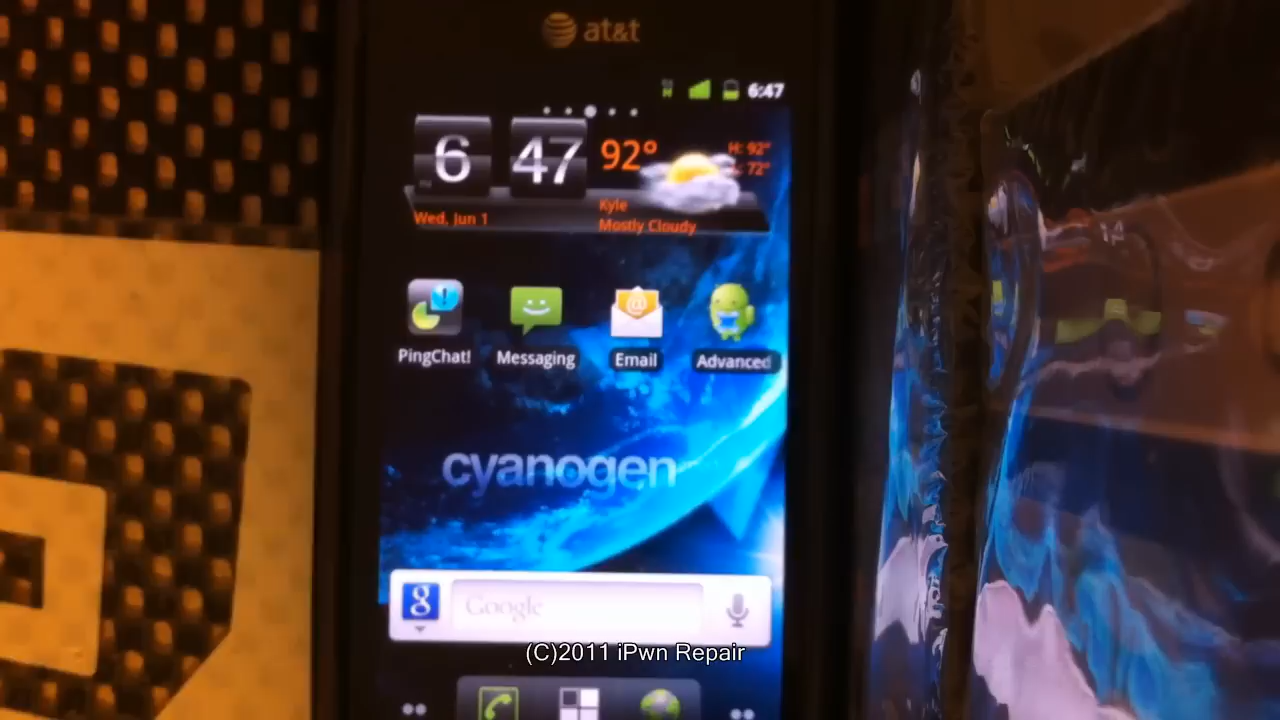 at&t
6:47
6 47 92° H: 92°
72°
Wed, Jun 1
Kyle
Mostly Cloudy
PingChat! Messaging Email Advanced
cyanogen
g Google
(C)2011 iPwn Repair